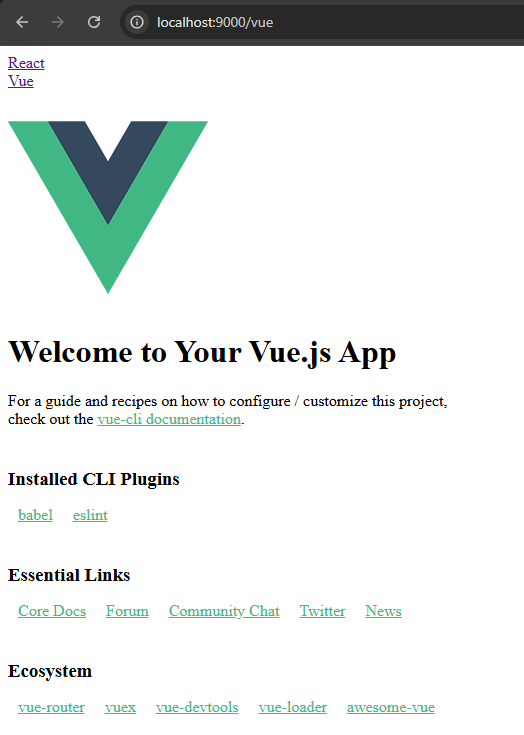 localhost:9000/vue
React
Vue
Welcome to Your Vue.js App
For a guide and recipes on how to configure / customize this project,
check out the vue-cli documentation.
Installed CLI Plugins
babel eslint
Essential Links
Core Docs Forum Community Chat Twitter News
Ecosystem
vue-router vuex vue-devtools vue-loader awesome-vue